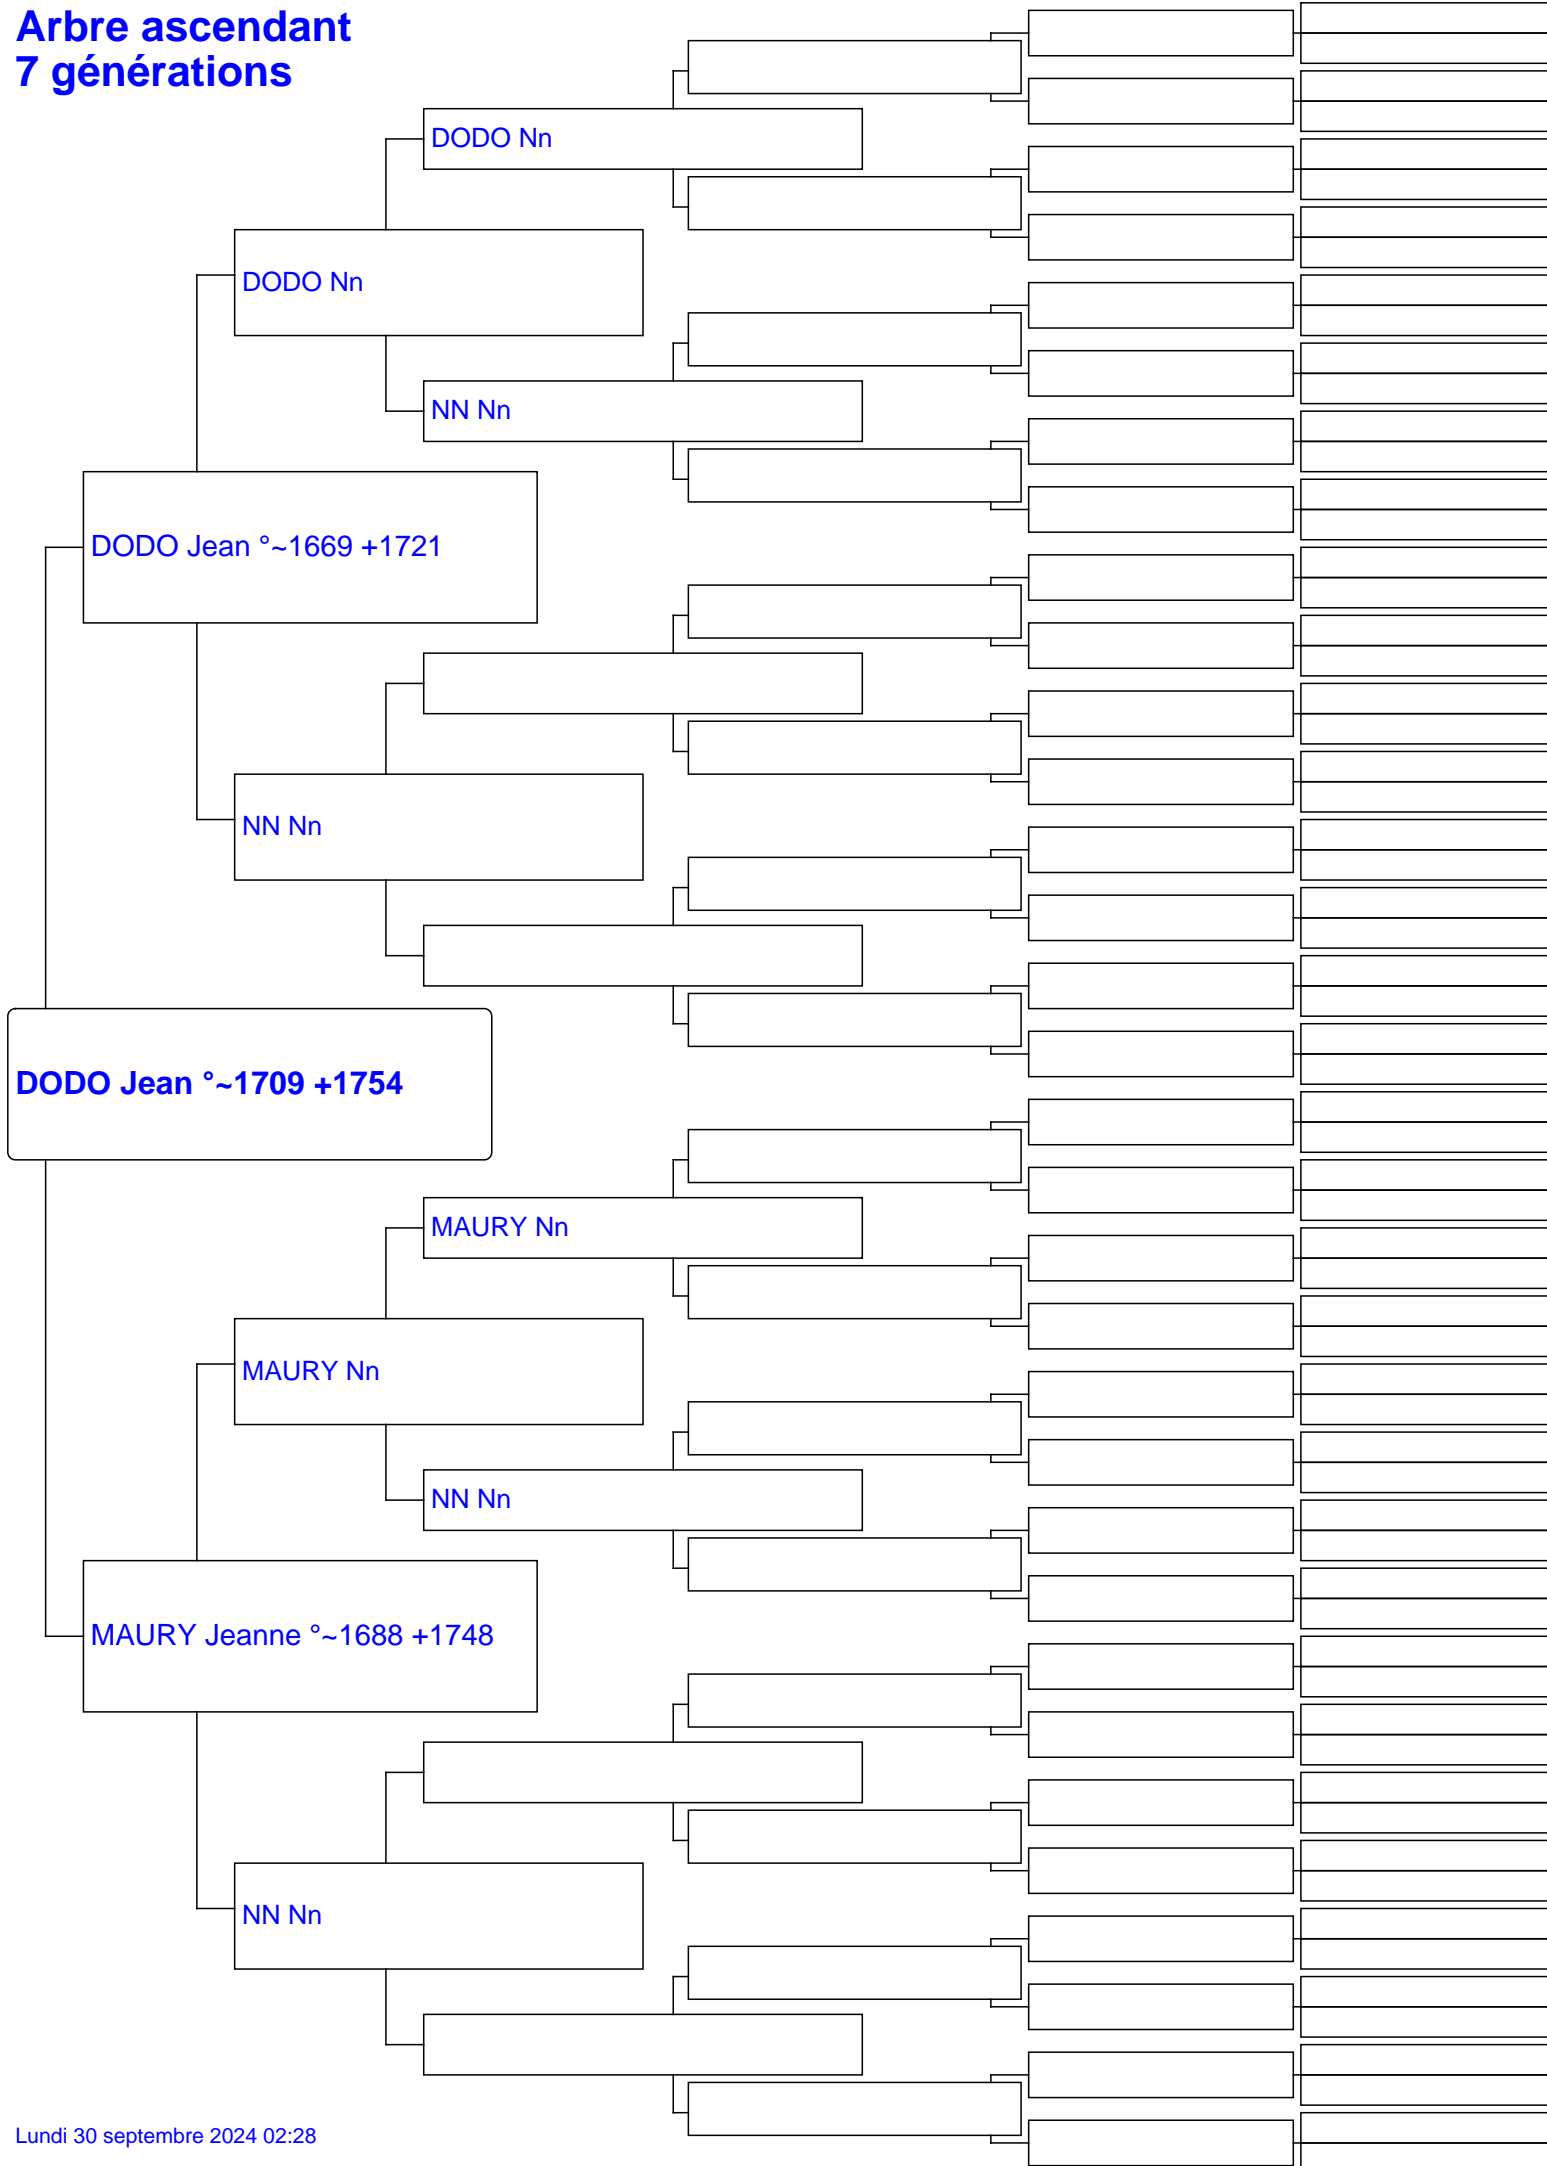 Arbre ascendant
7 générations
DODO Nn
DODO Nn
NN Nn
DODO Jean °~1669 +1721
NN Nn
DODO Jean °~1709 +1754
MAURY Nn
MAURY Nn
NN Nn
MAURY Jeanne °~1688 +1748
NN Nn
Lundi 30 septembre 2024 02:28